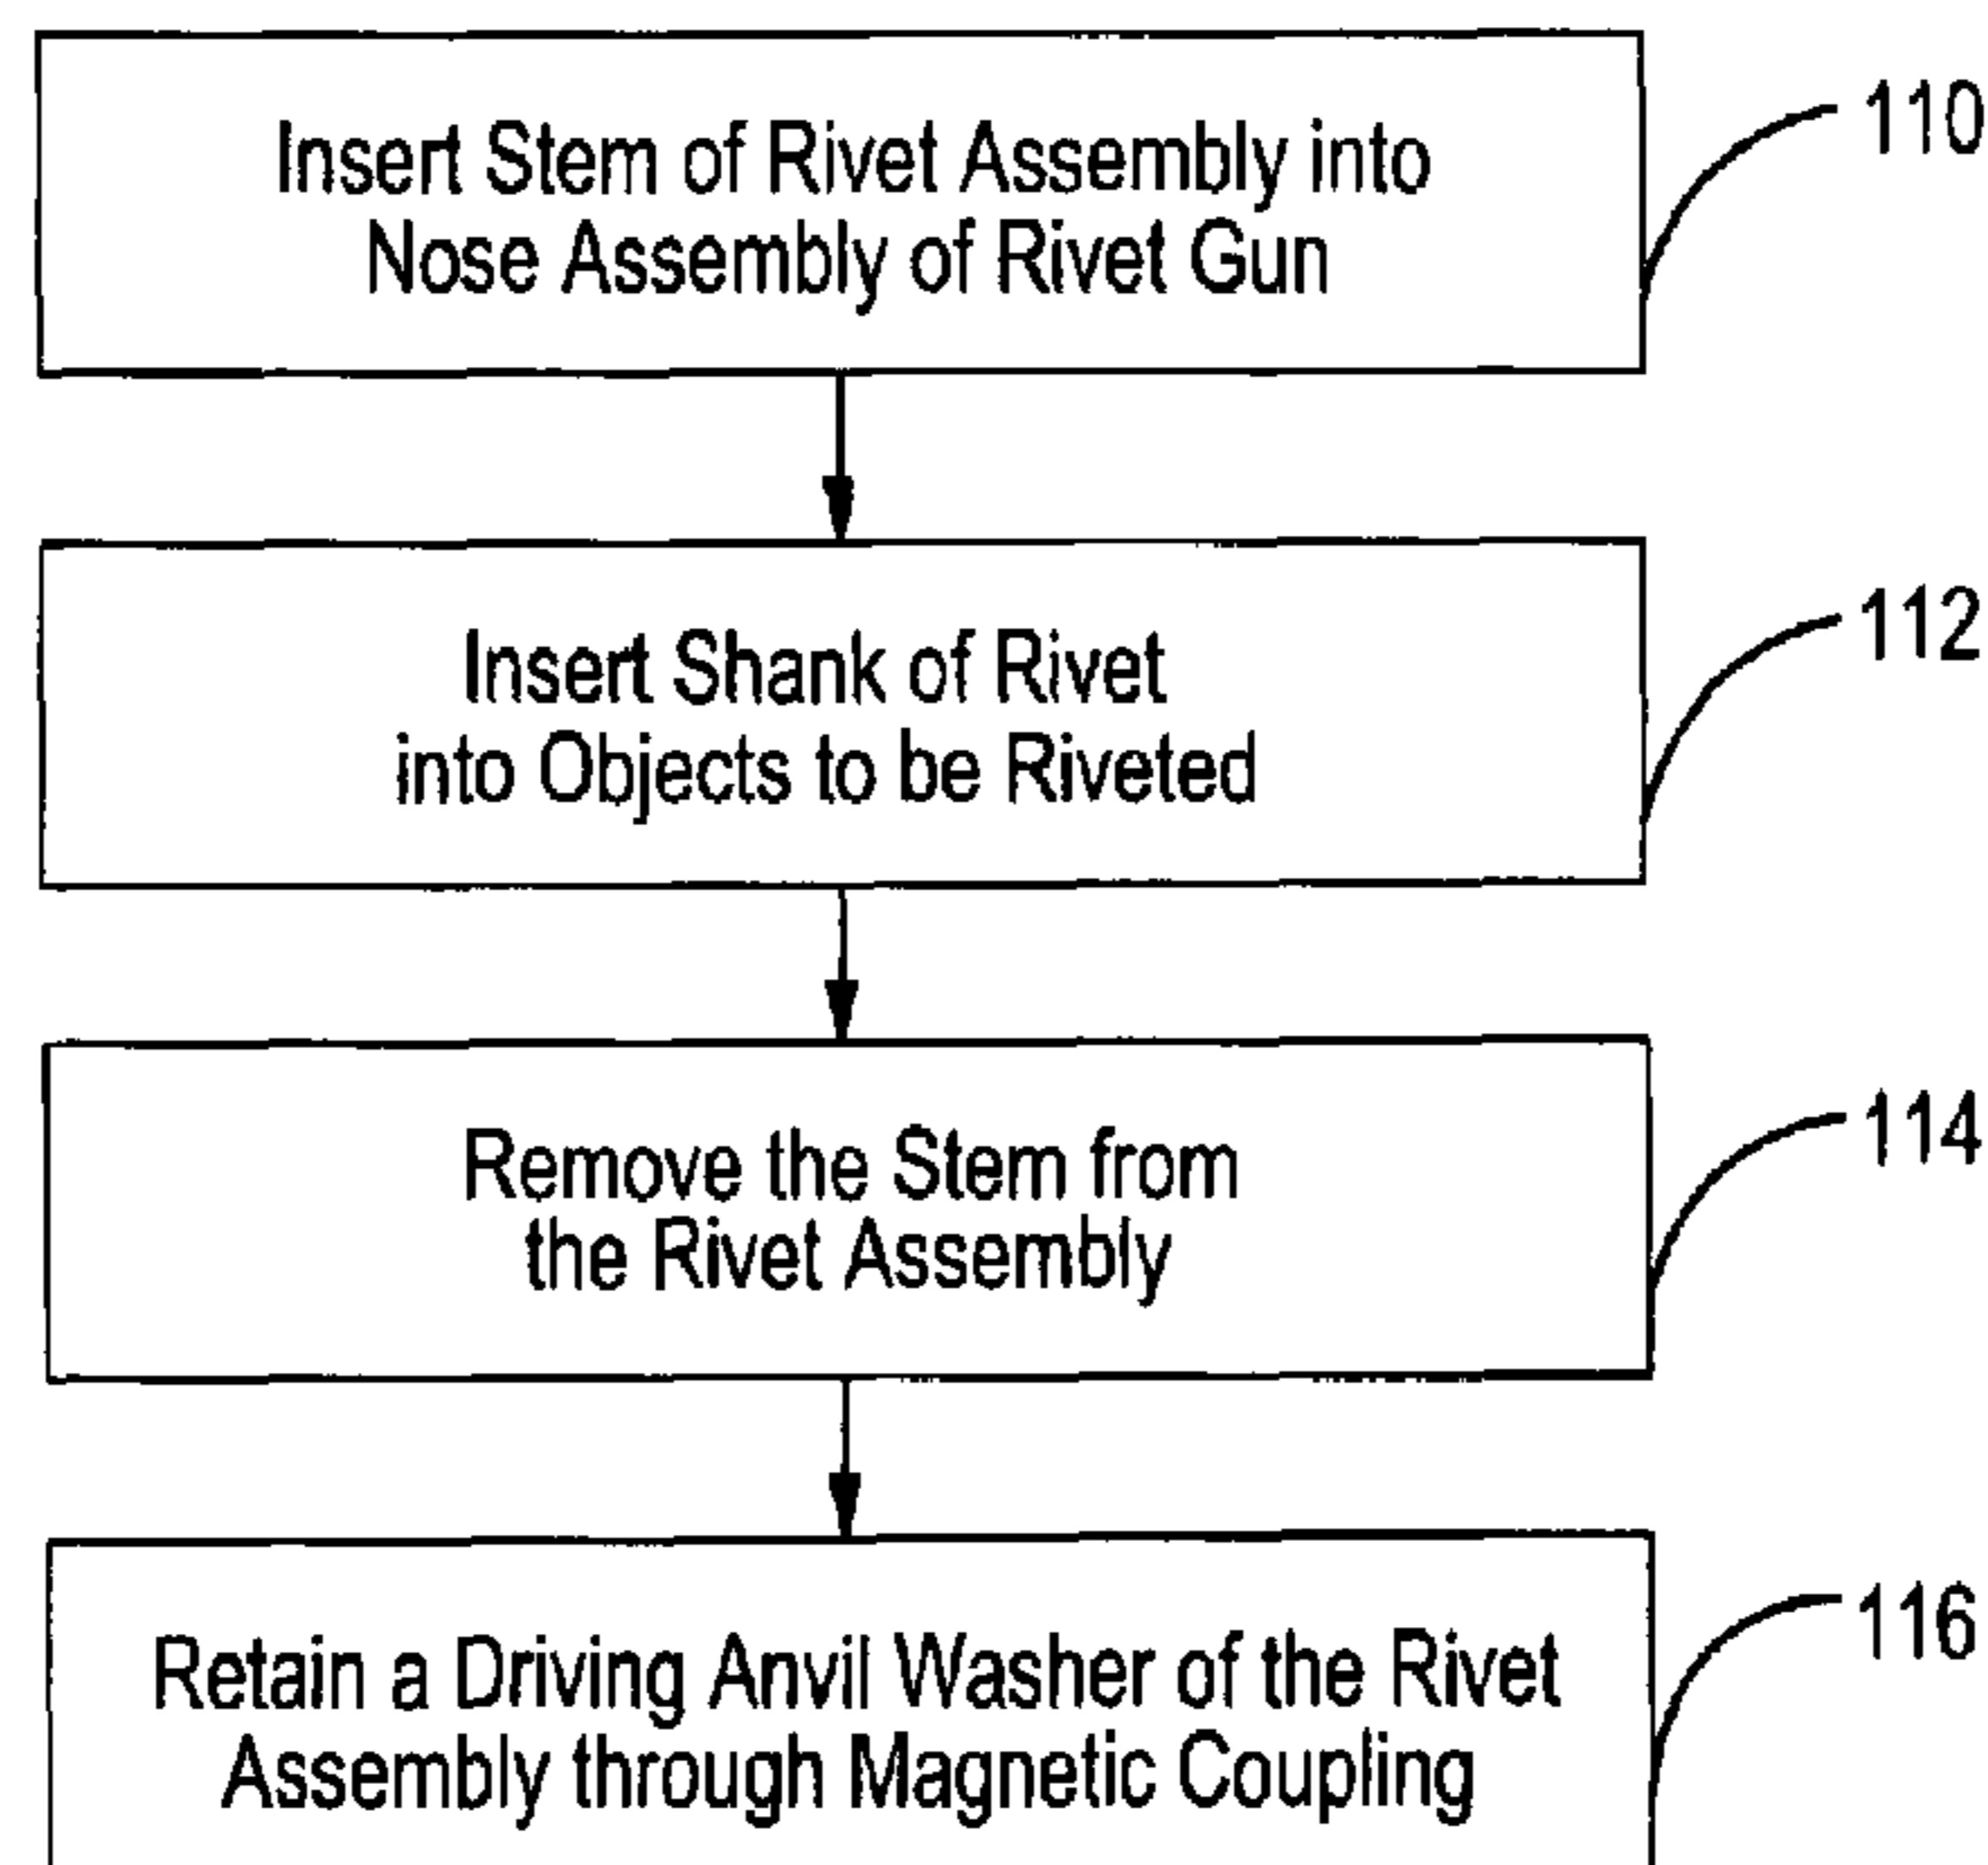 Insert Stem of Rivet Assembly into
Nose Assembly of Rivet Gun
110
Insert Shank of Rivet
into Objects to be Riveted
112
Remove the Stem from
the Rivet Assembly
114
Retain a Driving Anvil Washer of the Rivet
Assembly through Magnetic Coupling
116